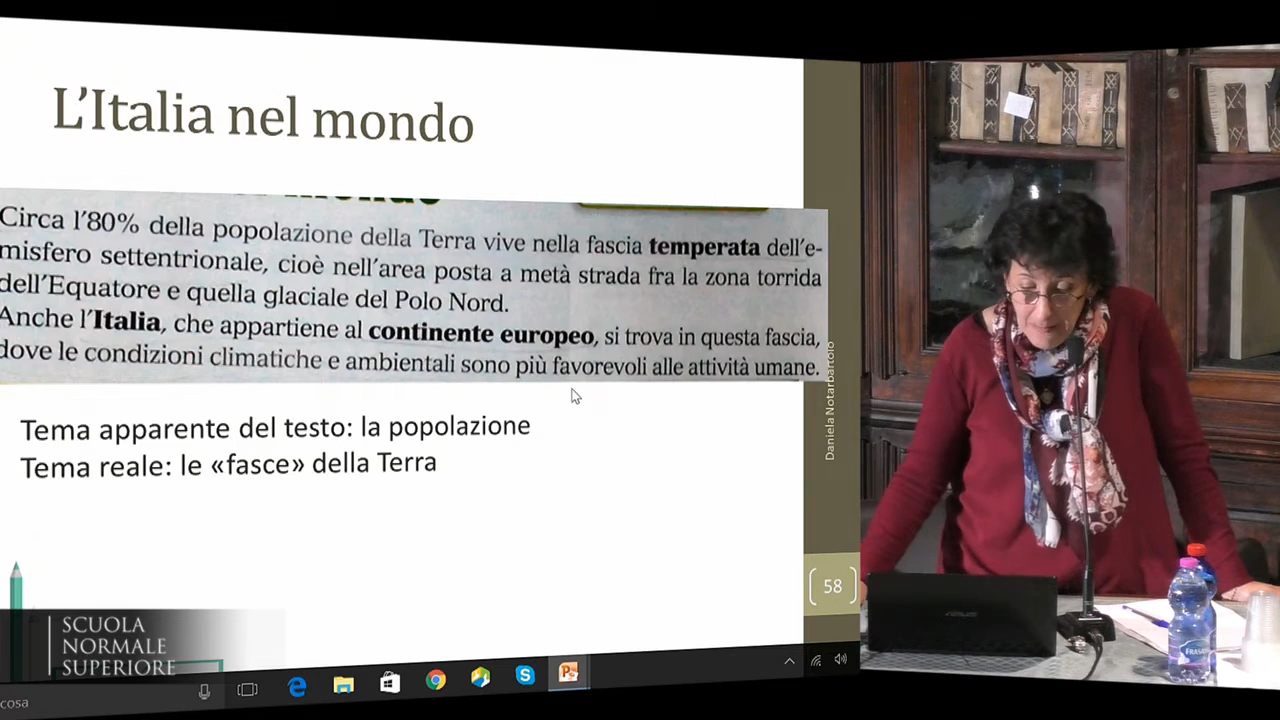 L'Italia nel mondo
Circa l'80% della popolazione della Terra vive nella fascia temperata dell'e-
misfero settentrionale, cioè nell'area posta a metà strada fra la zona torrida
dell'Equatore e quella glaciale del Polo Nord.
Anche l'Italia, che appartiene al continente europeo, si trova in questa fascia,
dove le condizioni climatiche e ambientali sono più favorevoli alle attività umane.
Tema apparente del testo: la popolazione
Tema reale: le «fasce» della Terra
Daniela Notarbartolo
58
SCUOLA
NORMALE
SUPERIORE
cosa
ASUS